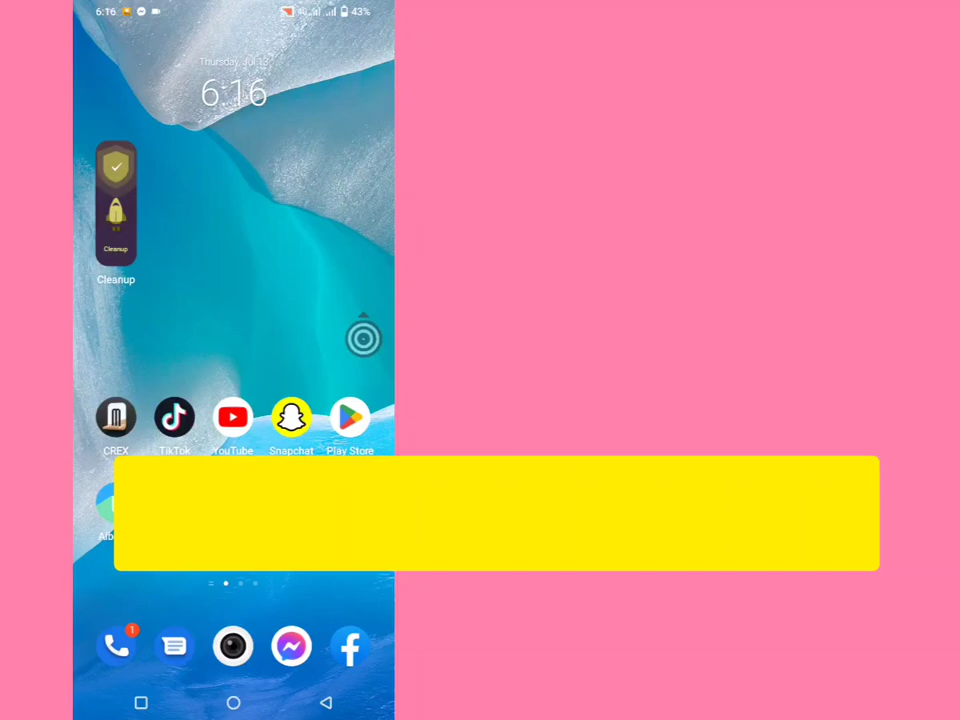 6:16
43%
Thursday, Jul 13
6:16
Cleanup
Cleanup
CREX TikTok YouTube Snapchat Play Store
1